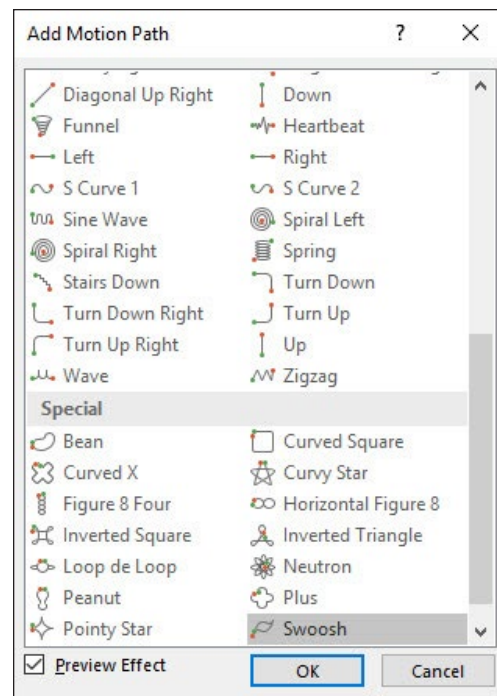 Add Motion Path ? ×
Diagonal Up Right Down
Funnel Heartbeat
Left Right
S Curve 1 S Curve 2
Sine Wave Spiral Left
Spiral Right Spring
Stairs Down Turn Down
Turn Down Right Turn Up
Turn Up Right Up
Wave Zigzag
Special
Bean Curved Square
Curved X Curvy Star
Figure 8 Four Horizontal Figure 8
Inverted Square Inverted Triangle
Loop de Loop Neutron
Peanut Plus
Pointy Star Swoosh
Preview Effect OK Cancel